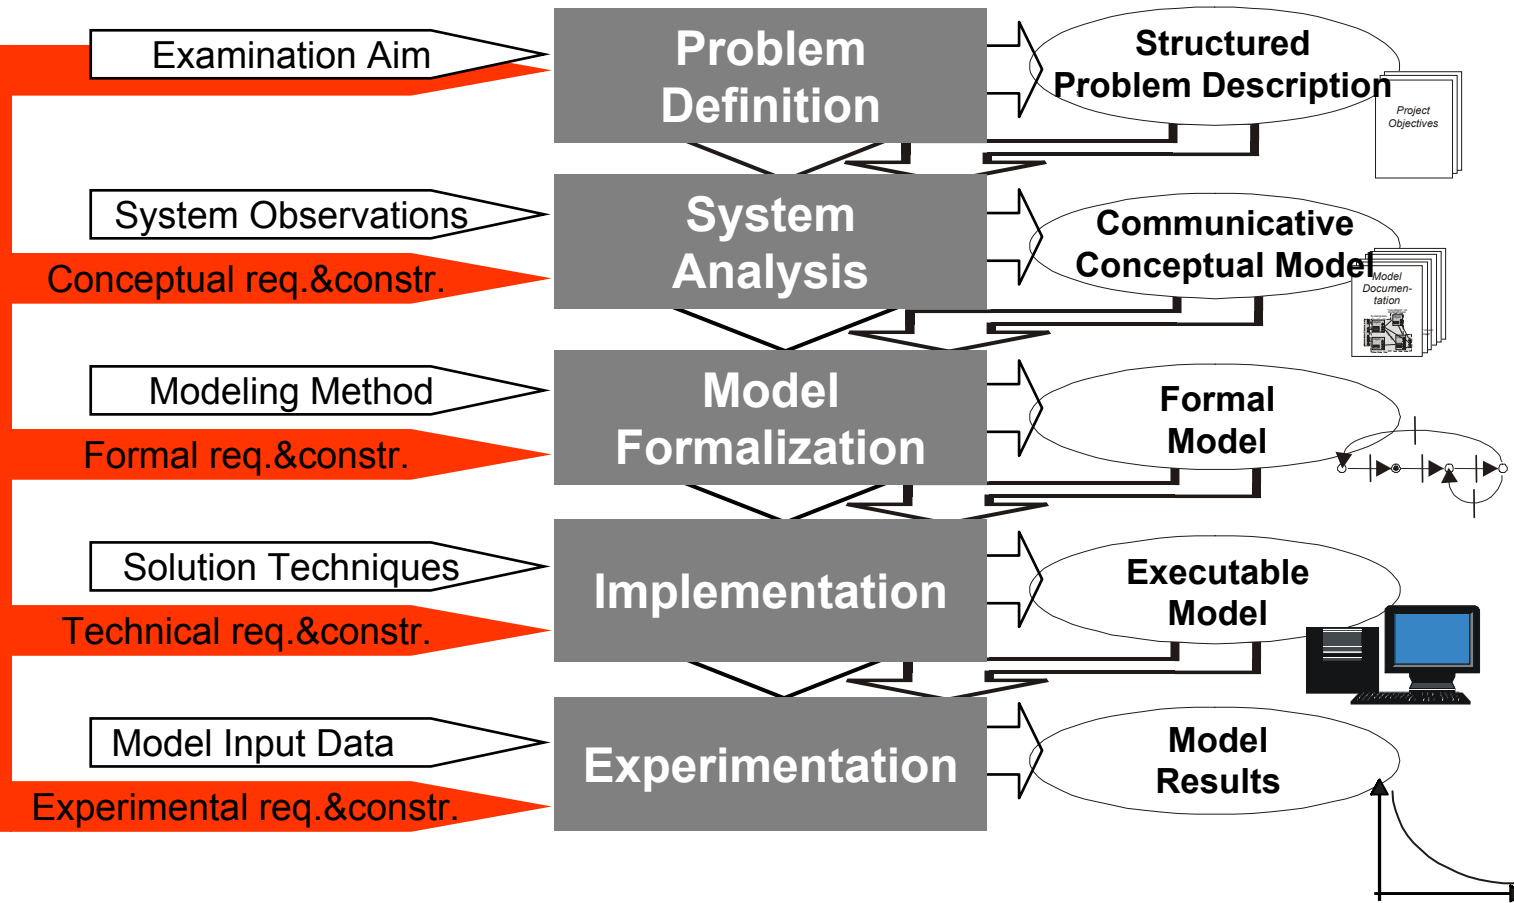 Examination Aim
Problem
Definition
Structured
Problem Description
Project
Objectives
System Observations
Conceptual req.&constr.
System
Analysis
Communicative
Conceptual Model
Model
Documen-
tation
Modeling Method
Formal req.&constr.
Model
Formalization
Formal
Model
Solution Techniques
Technical req.&constr.
Implementation
Executable
Model
Model Input Data
Experimental req.&constr.
Experimentation
Model
Results